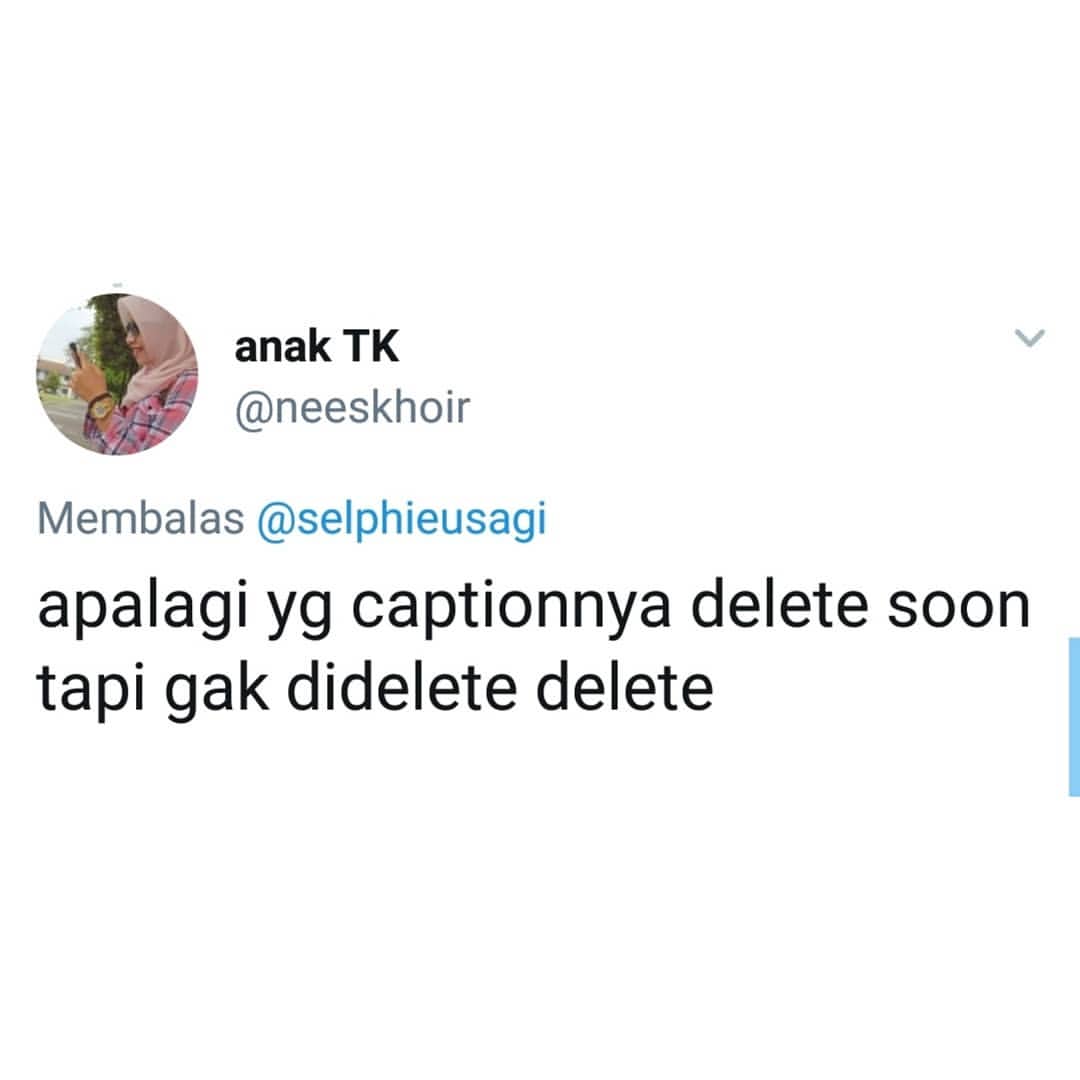 anak TK
@neeskhoir
Membalas @selphieusagi
apalagi yg captionnya delete soon
tapi gak didelete delete